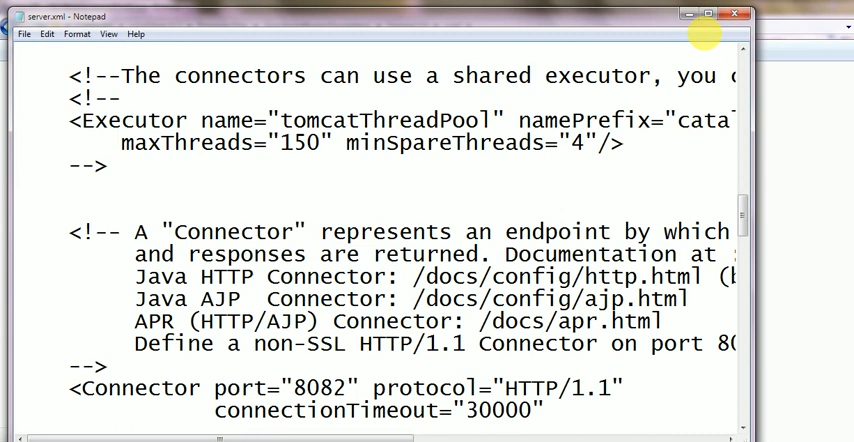 server.xml - Notepad
File Edit Format View Help
<!--The connectors can use a shared executor, you
<!--
<Executor name="tomcatThreadPool" namePrefix="cata
maxThreads="150" minSpareThreads="4"/>
-->
<!-- A "Connector" represents an endpoint by which
and responses are returned. Documentation at
Java HTTP Connector: /docs/config/http.html
Java AJP  Connector: /docs/config/ajp.html
APR (HTTP/AJP) Connector: /docs/apr.html
Define a non-SSL HTTP/1.1 Connector on port 80
-->
<Connector port="8082" protocol="HTTP/1.1"
connectionTimeout="30000"